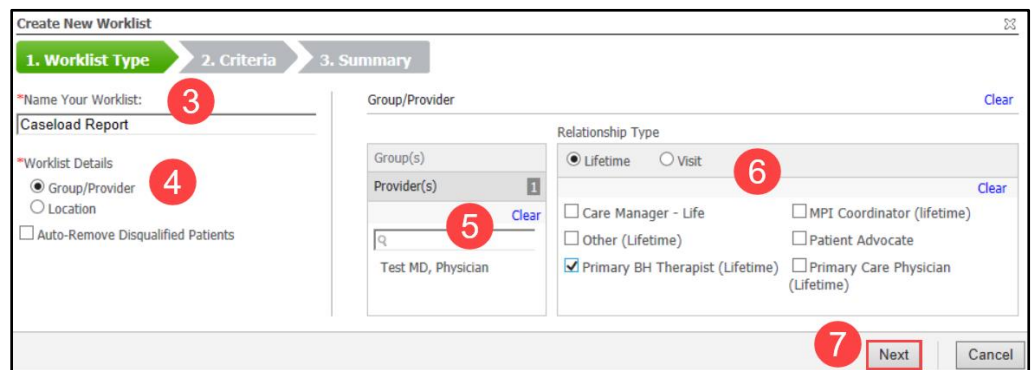 Create New Worklist
1. Worklist Type 2. Criteria 3. Summary
*Name Your Worklist: 3
Caseload Report
*Worklist Details
Group/Provider 4
Location
Auto-Remove Disqualified Patients
Group/Provider Clear
Group(s)
Provider(s) 1
Clear
5
Test MD, Physician
Relationship Type
Lifetime Visit 6
Clear
Care Manager - Life MPI Coordinator (lifetime)
Other (Lifetime) Patient Advocate
Primary BH Therapist (Lifetime) Primary Care Physician
(Lifetime)
7 Next Cancel